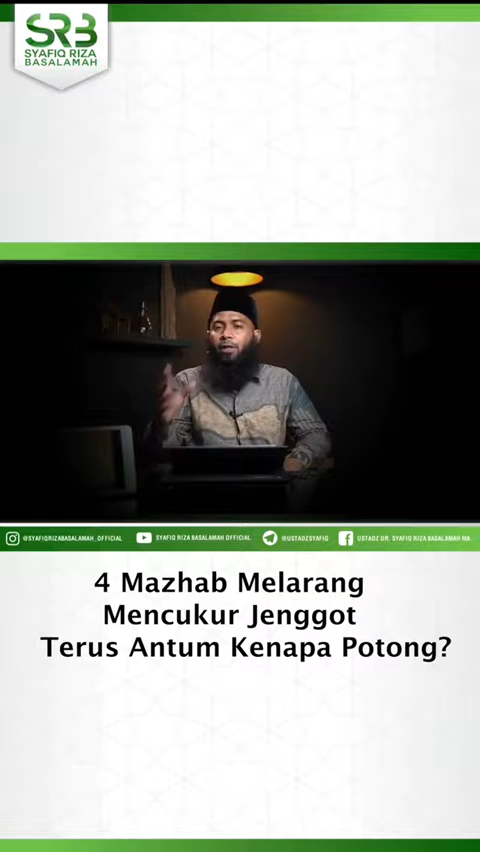 SRB
SYAFIQ RIZA
BASALAMAH
@SYAFIQRIZABASALAMAH_OFFICIAL
SYAFIQ RIZA BASALAMAH OFFICIAL
@USTADZSYAFIQ
USTADZ DR. SYAFIQ RIZA BASALAMAH MA.
4 Mazhab Melarang
Mencukur Jenggot
Terus Antum Kenapa Potong?